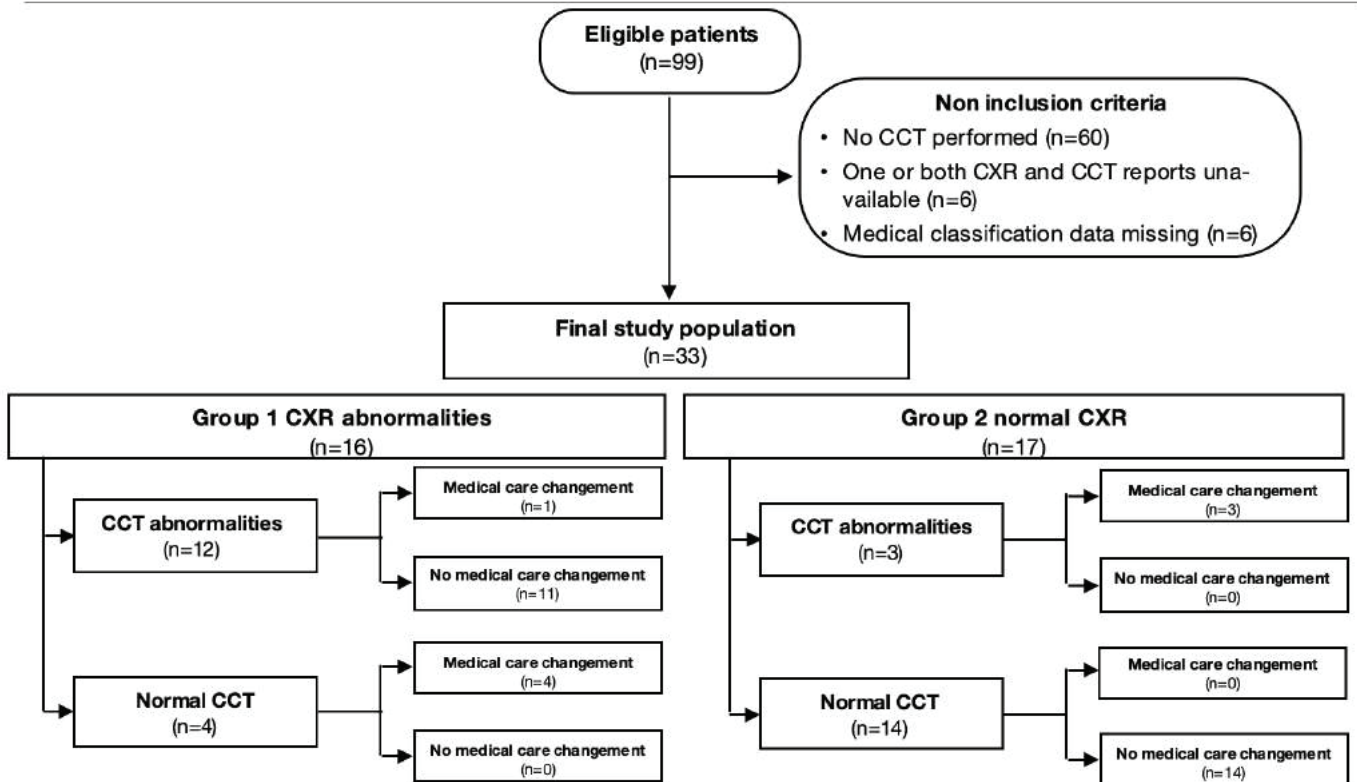 Eligible patients
(n=99)
Non inclusion criteria
• No CCT performed (n=60)
• One or both CXR and CCT reports una-
vailable (n=6)
• Medical classification data missing (n=6)
Final study population
(n=33)
Group 1 CXR abnormalities
(n=16)
CCT abnormalities
(n=12)
Medical care changement
(n=1)
No medical care changement
(n=11)
Normal CCT
(n=4)
Medical care changement
(n=4)
No medical care changement
(n=0)
Group 2 normal CXR
(n=17)
CCT abnormalities
(n=3)
Medical care changement
(n=3)
No medical care changement
(n=0)
Normal CCT
(n=14)
Medical care changement
(n=0)
No medical care changement
(n=14)